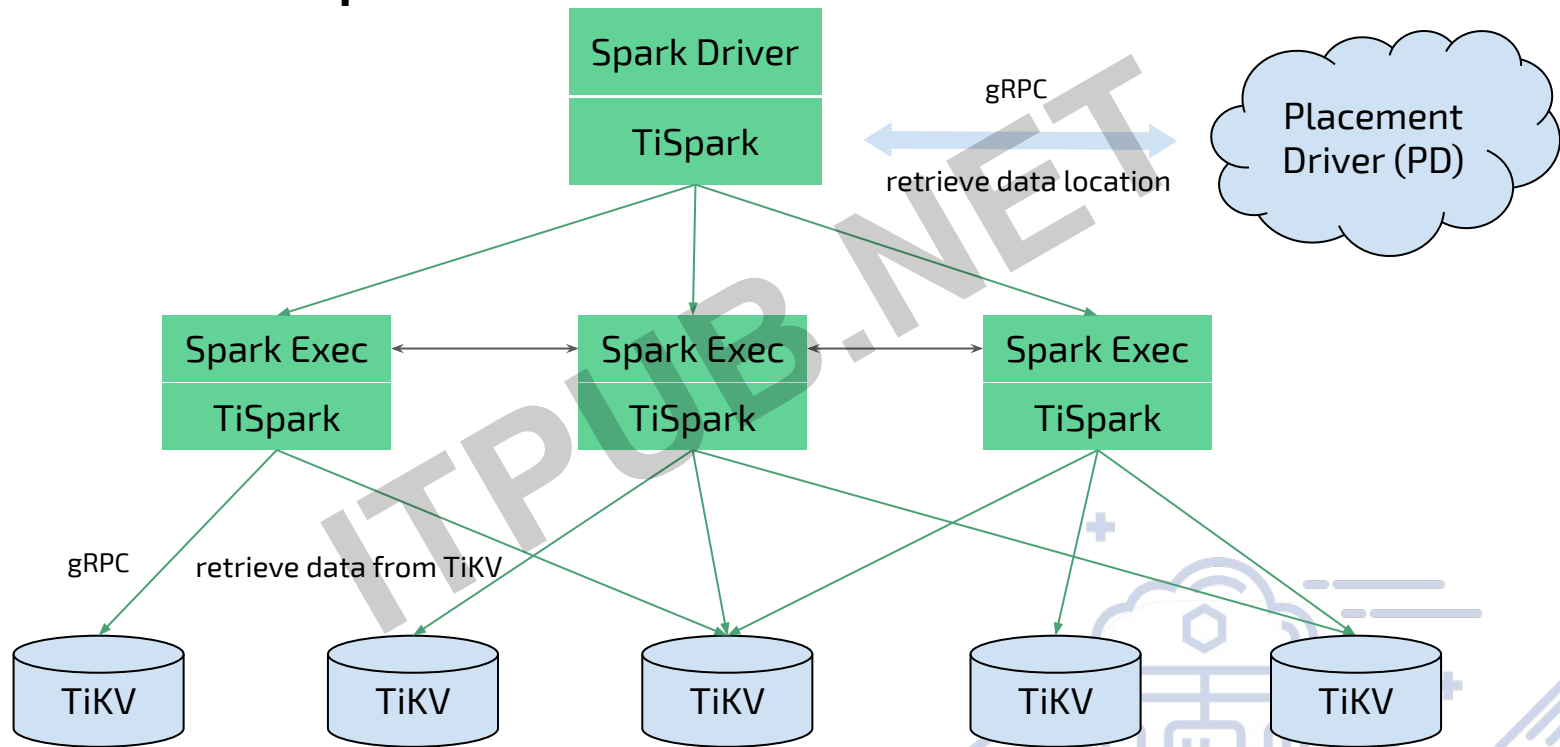 Spark Driver
TiSpark
gRPC
retrieve data location
Placement
Driver (PD)
Spark Exec
TiSpark
Spark Exec
TiSpark
Spark Exec
TiSpark
gRPC
retrieve data from TiKV
TiKV
TiKV
TiKV
TiKV
TiKV
ITPUB.NET